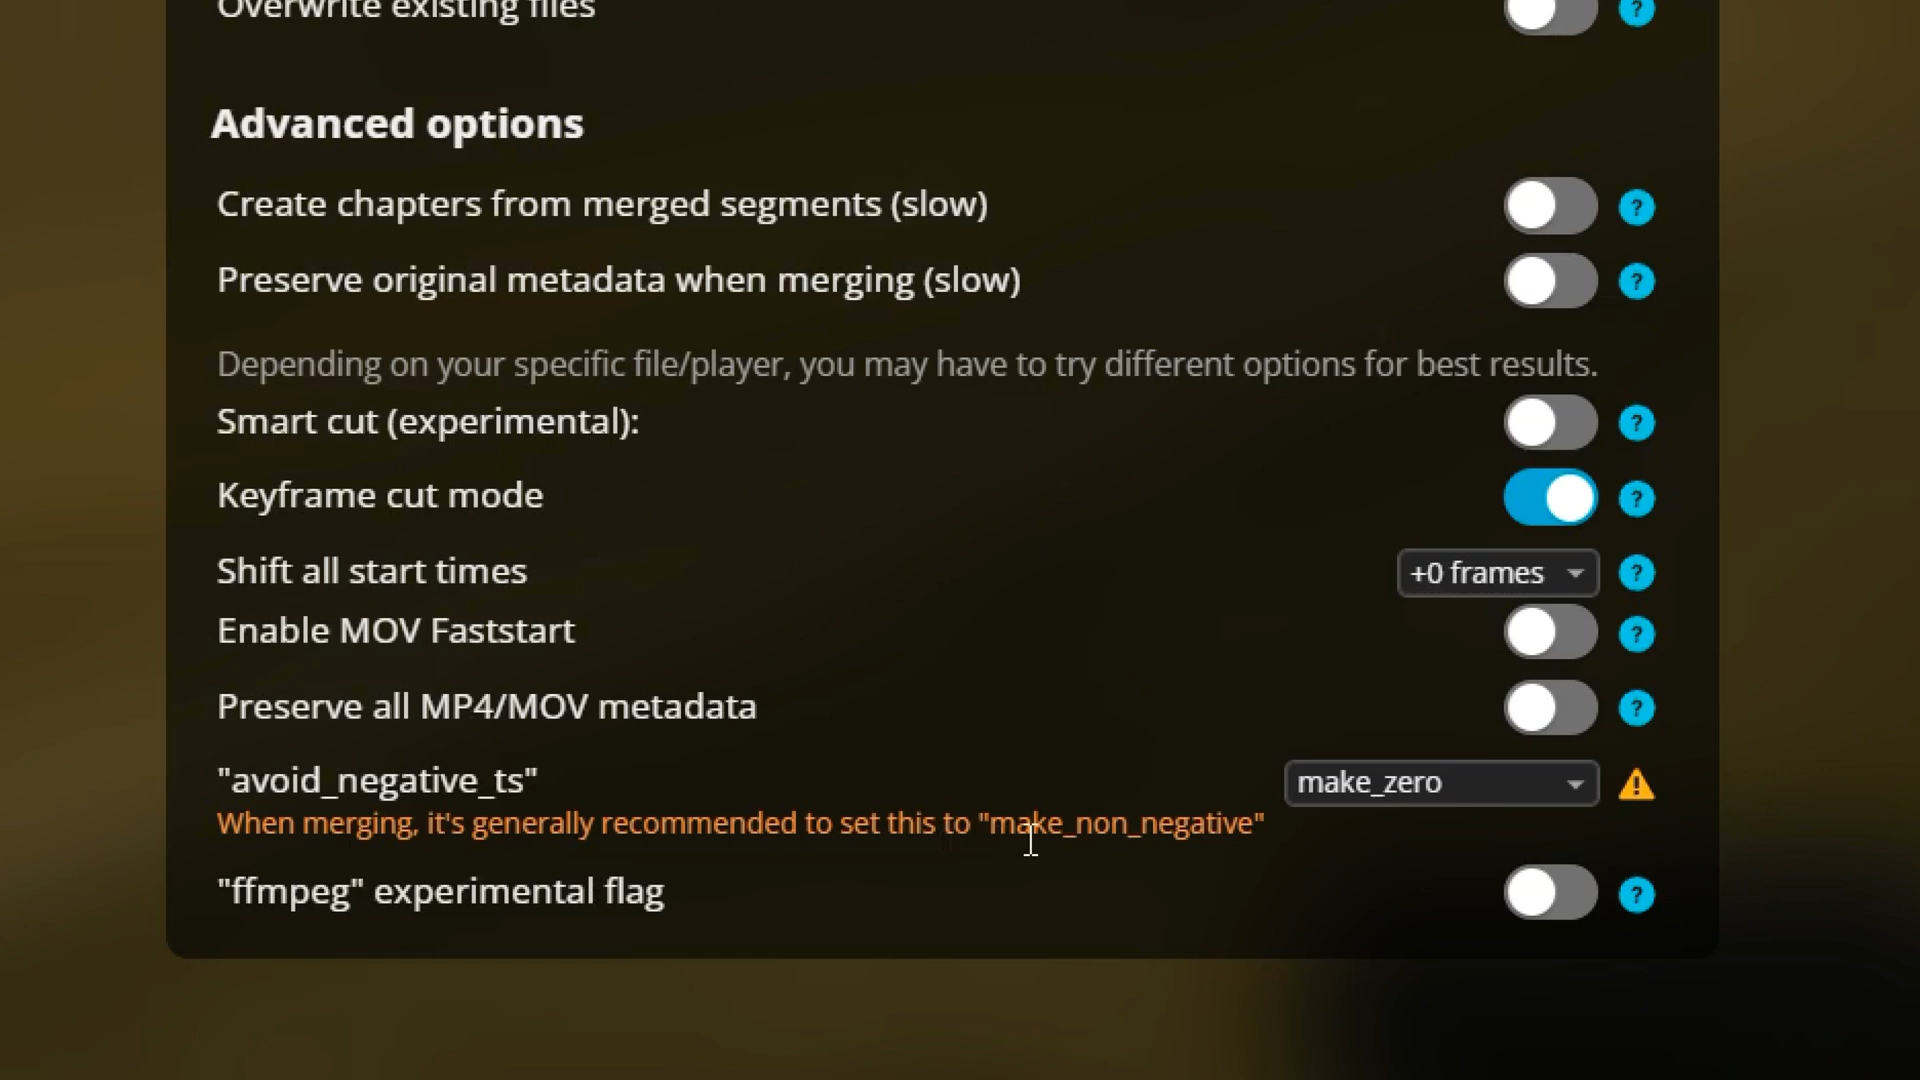 Overwrite existing files
?
Advanced options
Create chapters from merged segments (slow)
?
Preserve original metadata when merging (slow)
?
Depending on your specific file/player, you may have to try different options for best results.
Smart cut (experimental):
?
Keyframe cut mode
?
Shift all start times
+0 frames
?
Enable MOV Faststart
?
Preserve all MP4/MOV metadata
?
"avoid_negative_ts"
make_zero
When merging, it's generally recommended to set this to "make_non_negative"
"ffmpeg" experimental flag
?